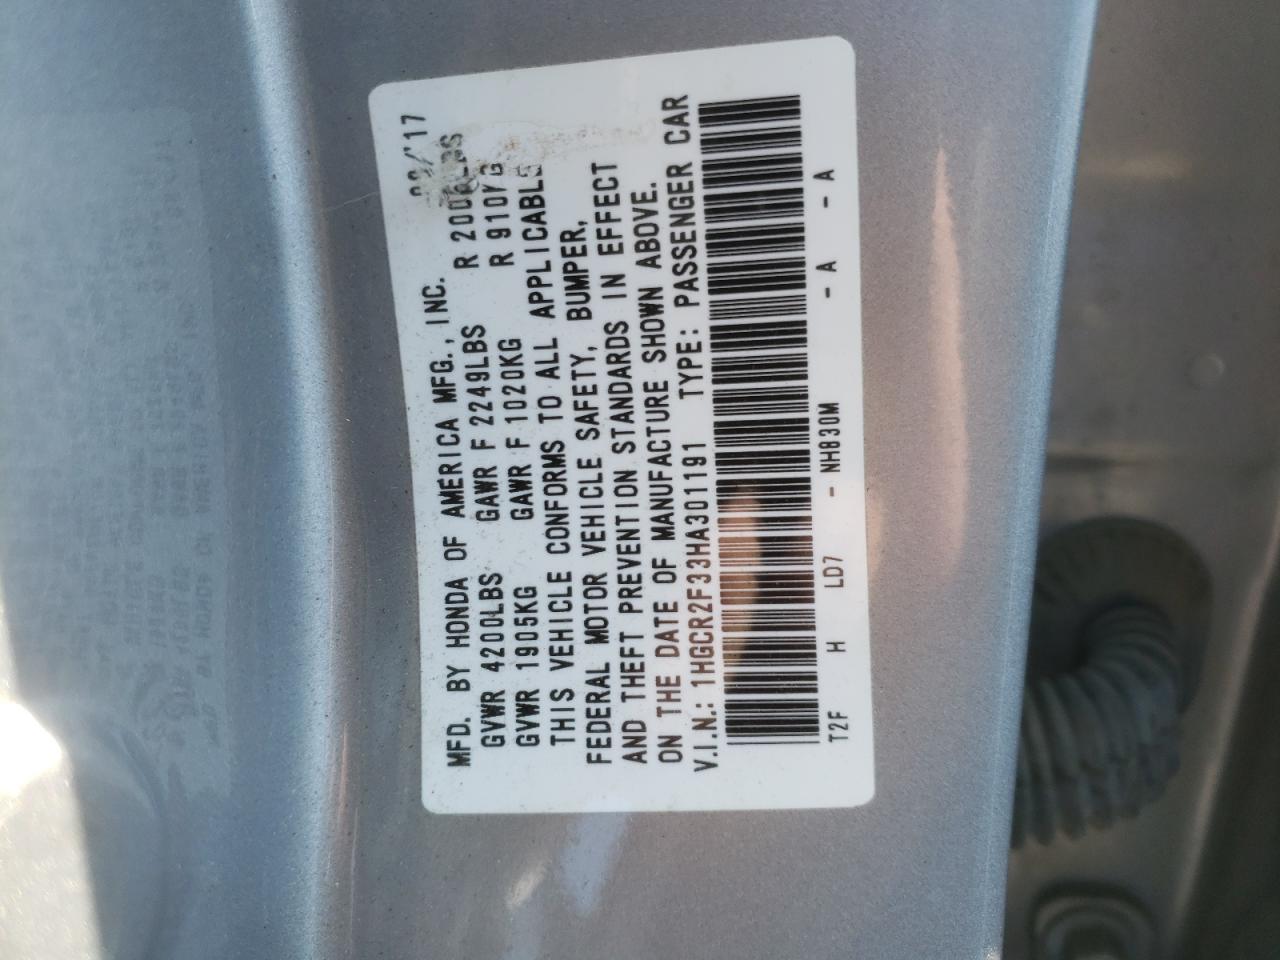 MFD. BY HONDA OF AMERICA MFG., INC. '17
GVWR 4200LBS GAWR F 2249LBS R
GVWR 1905KG GAWR F 1020KG R
THIS VEHICLE CONFORMS TO ALL APPLICABLE
FEDERAL MOTOR VEHICLE SAFETY, BUMPER,
AND THEFT PREVENTION STANDARDS IN EFFECT
ON THE DATE OF MANUFACTURE SHOWN ABOVE.
V.I.N.: 1HGCR2F33HA301191 TYPE: PASSENGER CAR
T2F H LD7 - NH830M - A - A